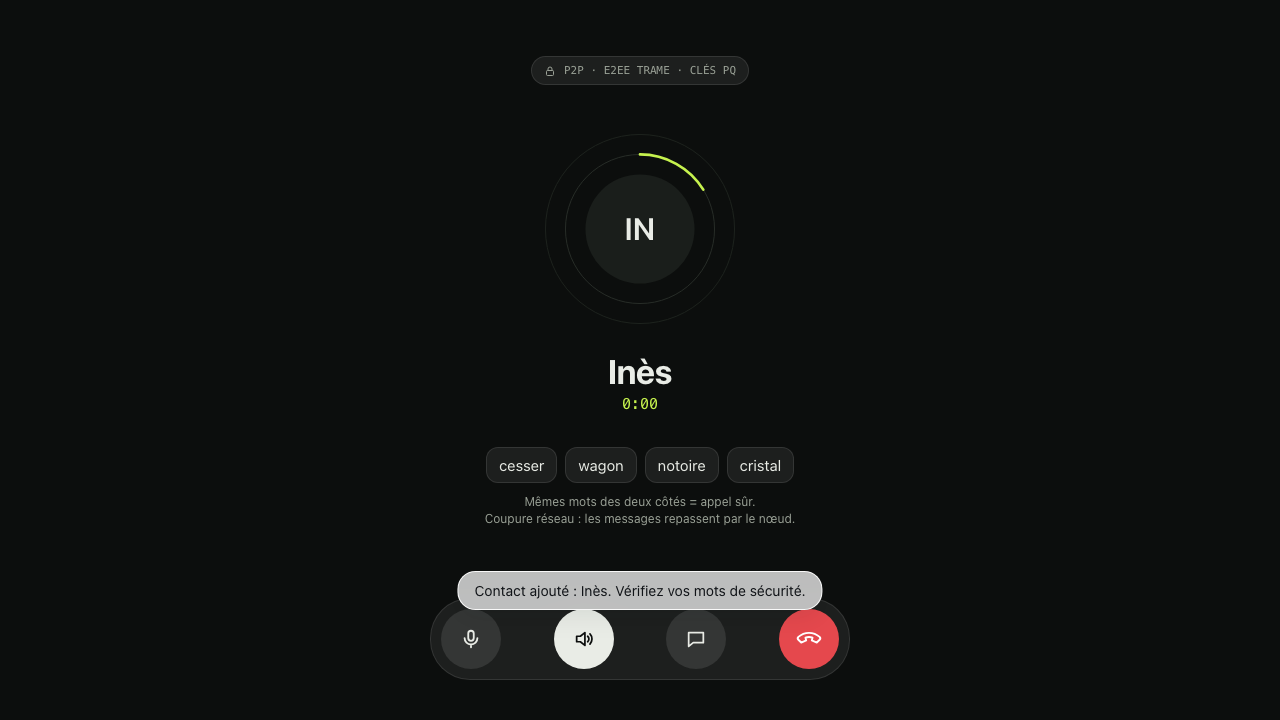 P2P · E2EE TRAME · CLÉS PQ
IN
Inès
0:00
cesser wagon notoire cristal
Mêmes mots des deux côtés = appel sûr.
Coupure réseau : les messages repassent par le nœud.
Contact ajouté : Inès. Vérifiez vos mots de sécurité.